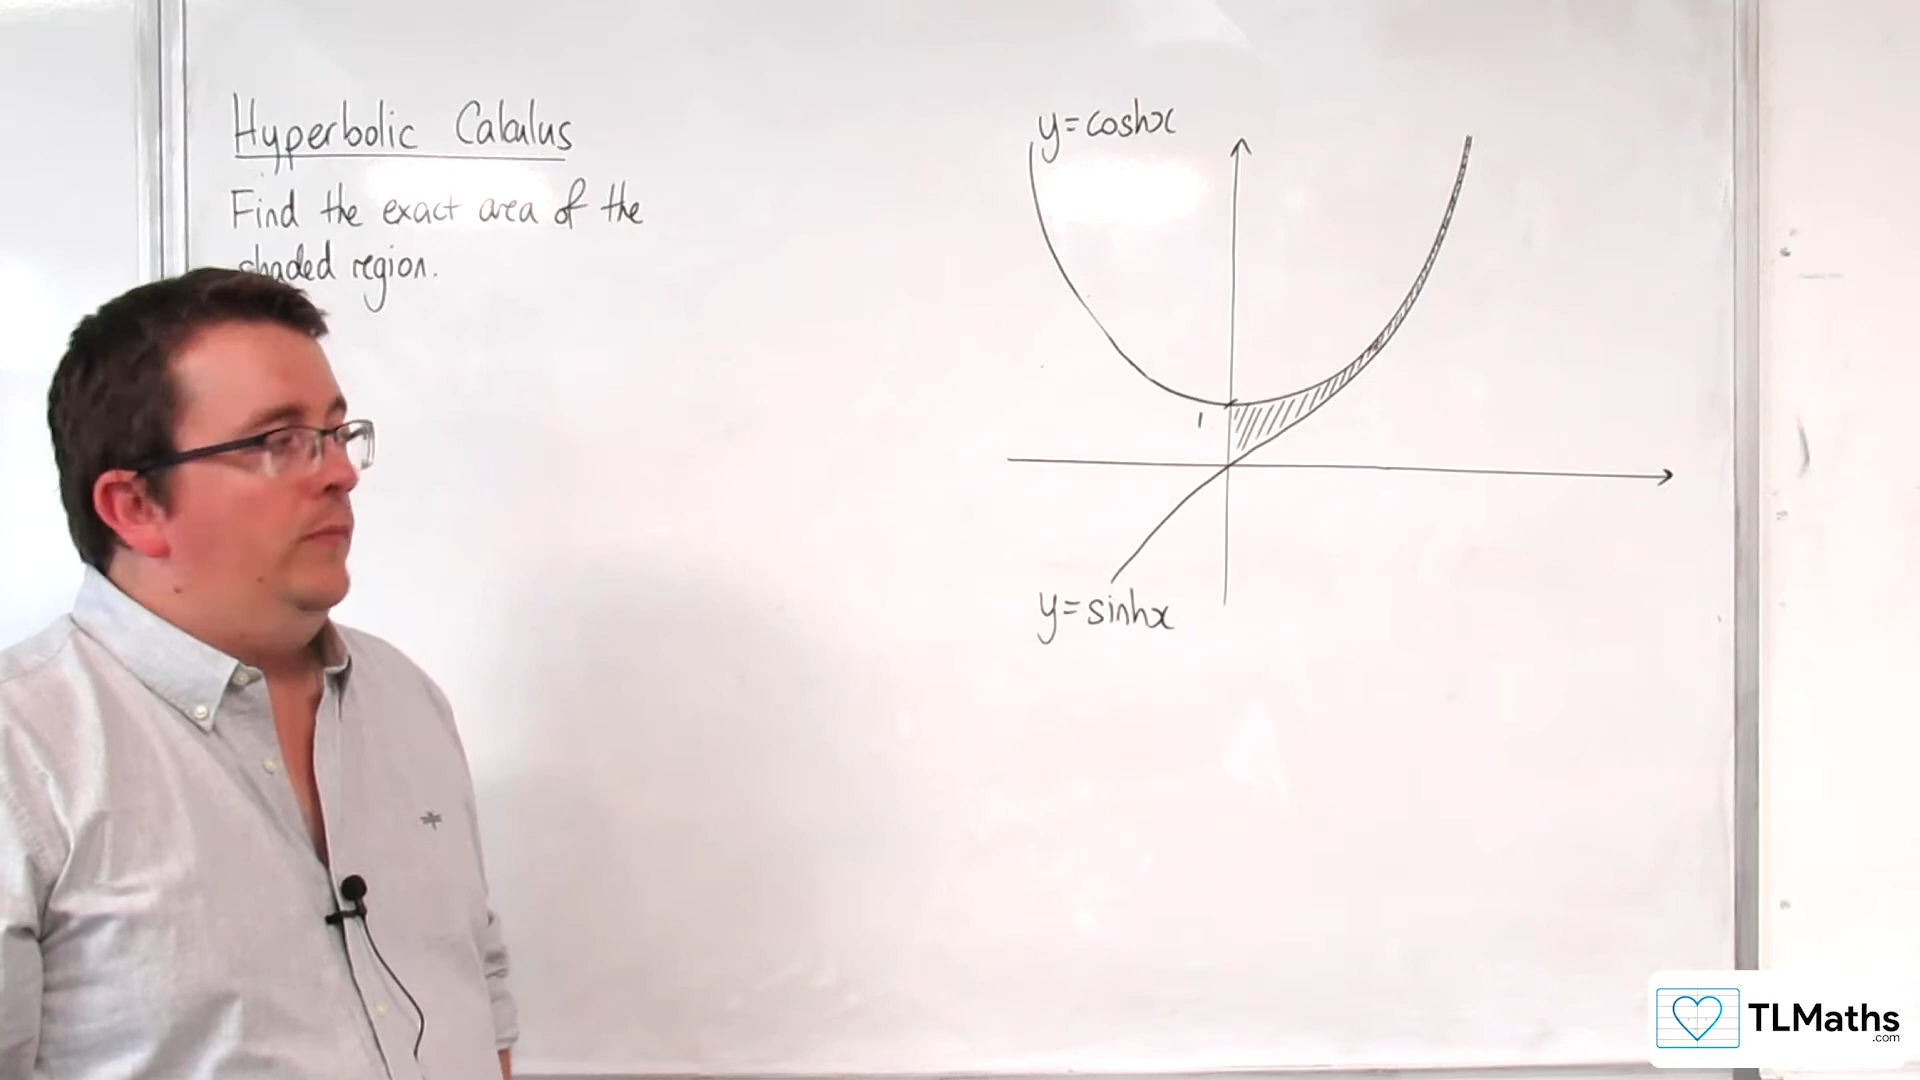 Hyperbolic Calculus
Find the exact area of the
shaded region.
y=coshx
1
y=sinhx
TLMaths
.com